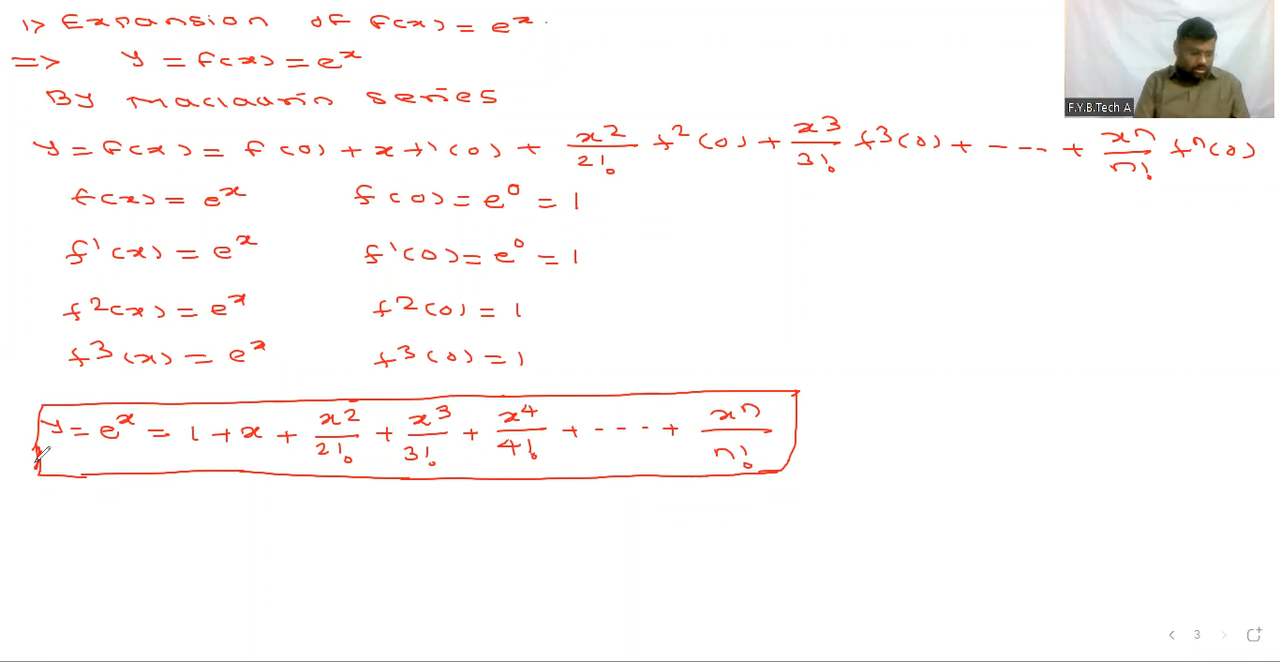 1) Expansion of f(x) = e^x.
=> y = f(x) = e^x
By Maclaurin series
y = f(x) = f(0) + x f'(0) + x^2/2! f^2(0) + x^3/3! f^3(0) + ---- + x^n/n! f^n(0)
f(x) = e^x f(0) = e^0 = 1
f'(x) = e^x f'(0) = e^0 = 1
f^2(x) = e^x f^2(0) = 1
f^3(x) = e^x f^3(0) = 1
y = e^x = 1 + x + x^2/2! + x^3/3! + x^4/4! + ---- + x^n/n!
F.Y.B.Tech A
< 3 >